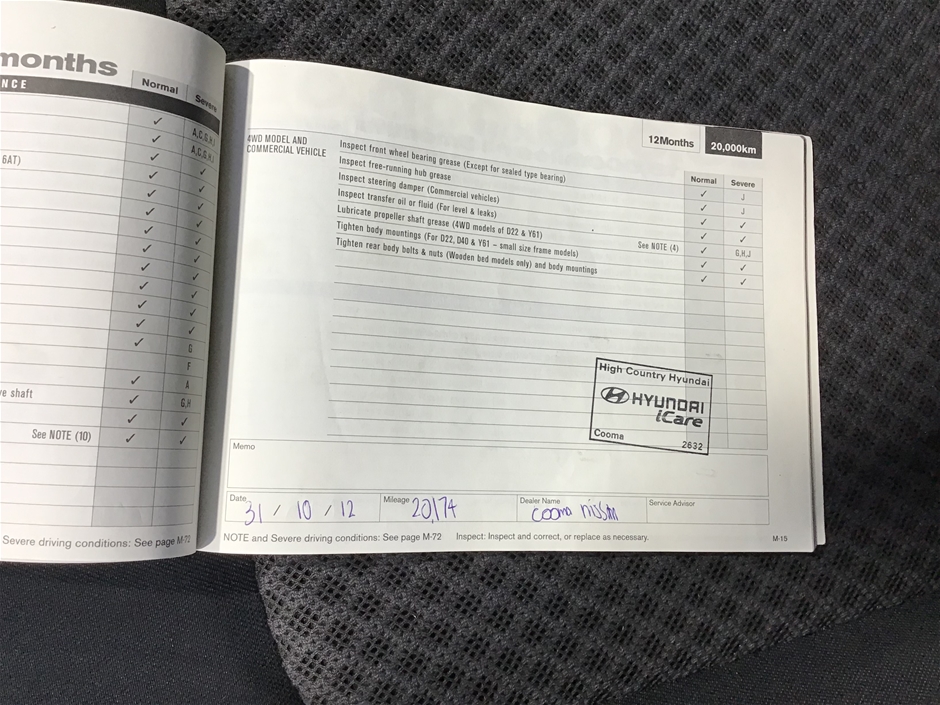 months
NCE
Normal Severe
✓ A,C,G,H,I
✓ A,C,G,H,I
6AT) ✓ ✓
✓ ✓
✓ ✓
✓ ✓
✓ ✓
✓ ✓
✓ ✓
✓ ✓
✓ ✓
✓ ✓
✓ G
F
✓ A
ve shaft ✓ G,H
✓ ✓
See NOTE (10) ✓ ✓
Severe driving conditions: See page M-72
12Months 20,000km
4WD MODEL AND
COMMERCIAL VEHICLE
Normal Severe
Inspect front wheel bearing grease (Except for sealed type bearing) ✓ J
Inspect free-running hub grease ✓ J
Inspect steering damper (Commercial vehicles) ✓ ✓
Inspect transfer oil or fluid (For level & leaks) ✓ ✓
Lubricate propeller shaft grease (4WD models of D22 & Y61) See NOTE (4) ✓ G,H,J
Tighten body mountings (For D22, D40 & Y61 – small size frame models) ✓ ✓
Tighten rear body bolts & nuts (Wooden bed models only) and body mountings ✓ ✓
High Country Hyundai
HYUNDAI
iCare
Cooma 2632
Memo
Date 31 / 10 / 12 Mileage 20,174 Dealer Name cooma nissan Service Advisor
NOTE and Severe driving conditions: See page M-72 Inspect: Inspect and correct, or replace as necessary. M-15